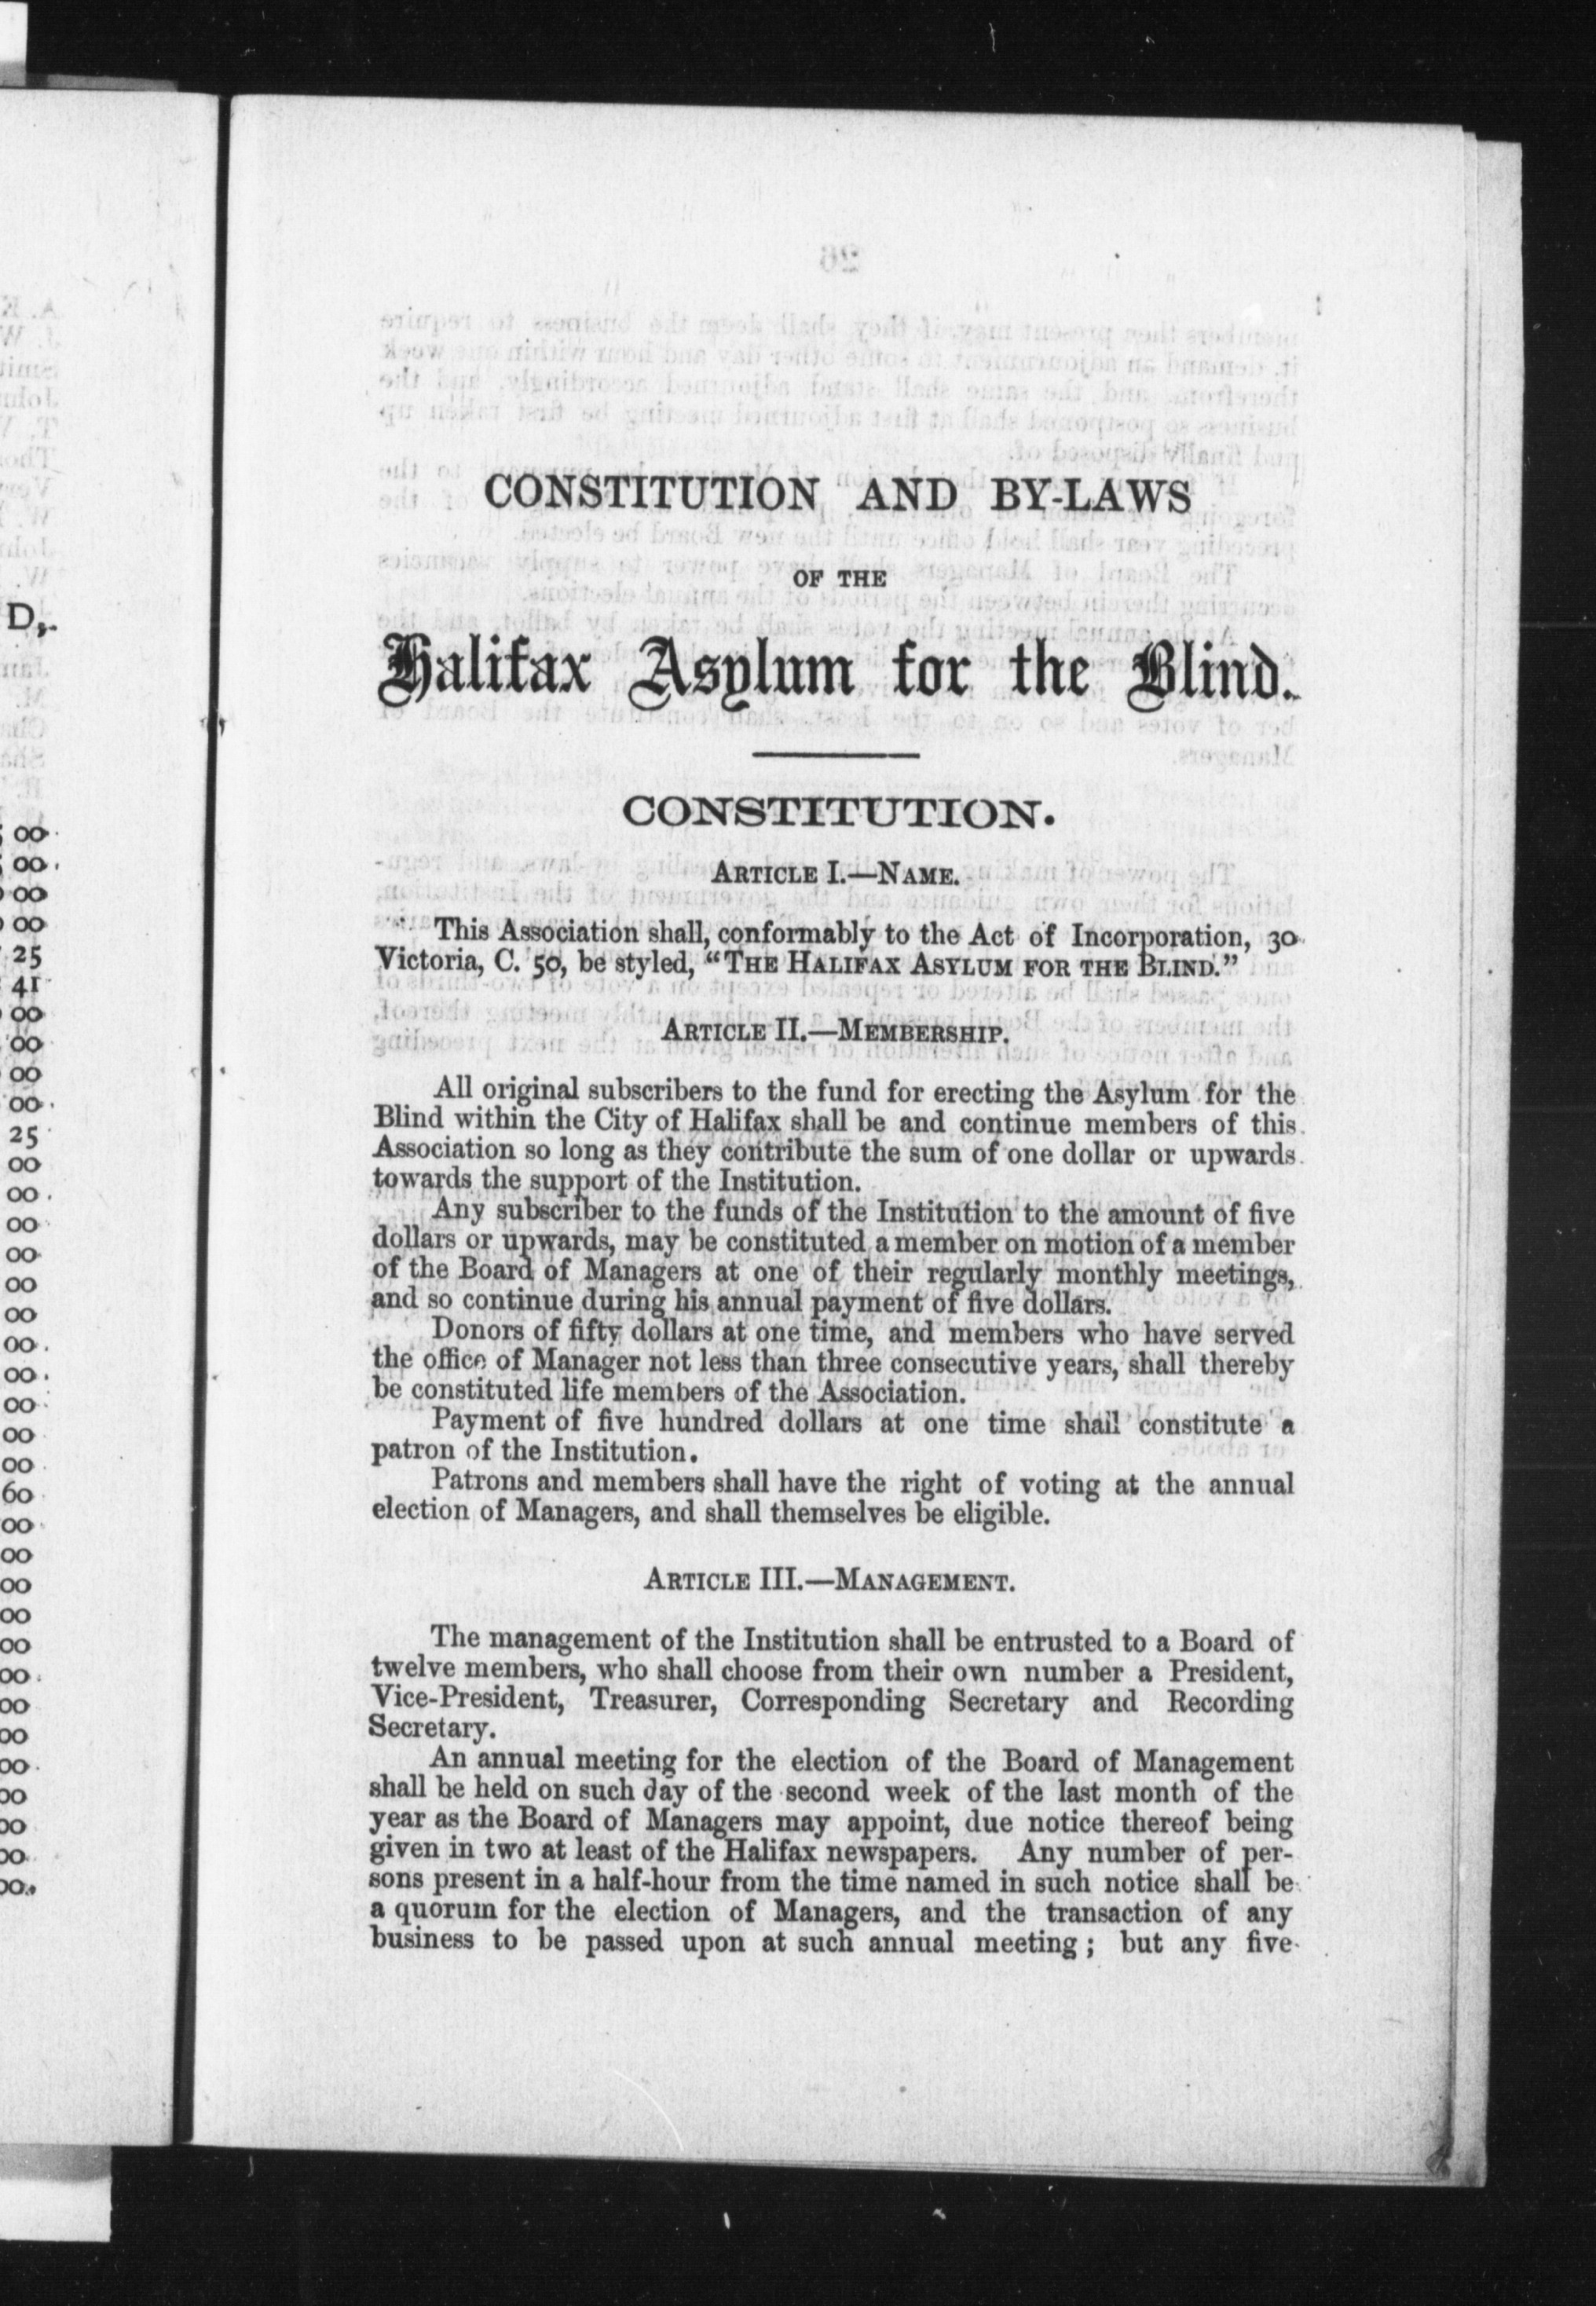 CONSTITUTION AND BY-LAWS
OF THE
Halifax Asylum for the Blind.
CONSTITUTION.
ARTICLE I.—NAME.
This Association shall, conformably to the Act of Incorporation, 30
Victoria, C. 50, be styled, “THE HALIFAX ASYLUM FOR THE BLIND.”
ARTICLE II.—MEMBERSHIP.
All original subscribers to the fund for erecting the Asylum for the
Blind within the City of Halifax shall be and continue members of this
Association so long as they contribute the sum of one dollar or upwards
towards the support of the Institution.
Any subscriber to the funds of the Institution to the amount of five
dollars or upwards, may be constituted a member on motion of a member
of the Board of Managers at one of their regularly monthly meetings,
and so continue during his annual payment of five dollars.
Donors of fifty dollars at one time, and members who have served
the office of Manager not less than three consecutive years, shall thereby
be constituted life members of the Association.
Payment of five hundred dollars at one time shall constitute a
patron of the Institution.
Patrons and members shall have the right of voting at the annual
election of Managers, and shall themselves be eligible.
ARTICLE III.—MANAGEMENT.
The management of the Institution shall be entrusted to a Board of
twelve members, who shall choose from their own number a President,
Vice-President, Treasurer, Corresponding Secretary and Recording
Secretary.
An annual meeting for the election of the Board of Management
shall be held on such day of the second week of the last month of the
year as the Board of Managers may appoint, due notice thereof being
given in two at least of the Halifax newspapers. Any number of per-
sons present in a half-hour from the time named in such notice shall be
a quorum for the election of Managers, and the transaction of any
business to be passed upon at such annual meeting; but any five